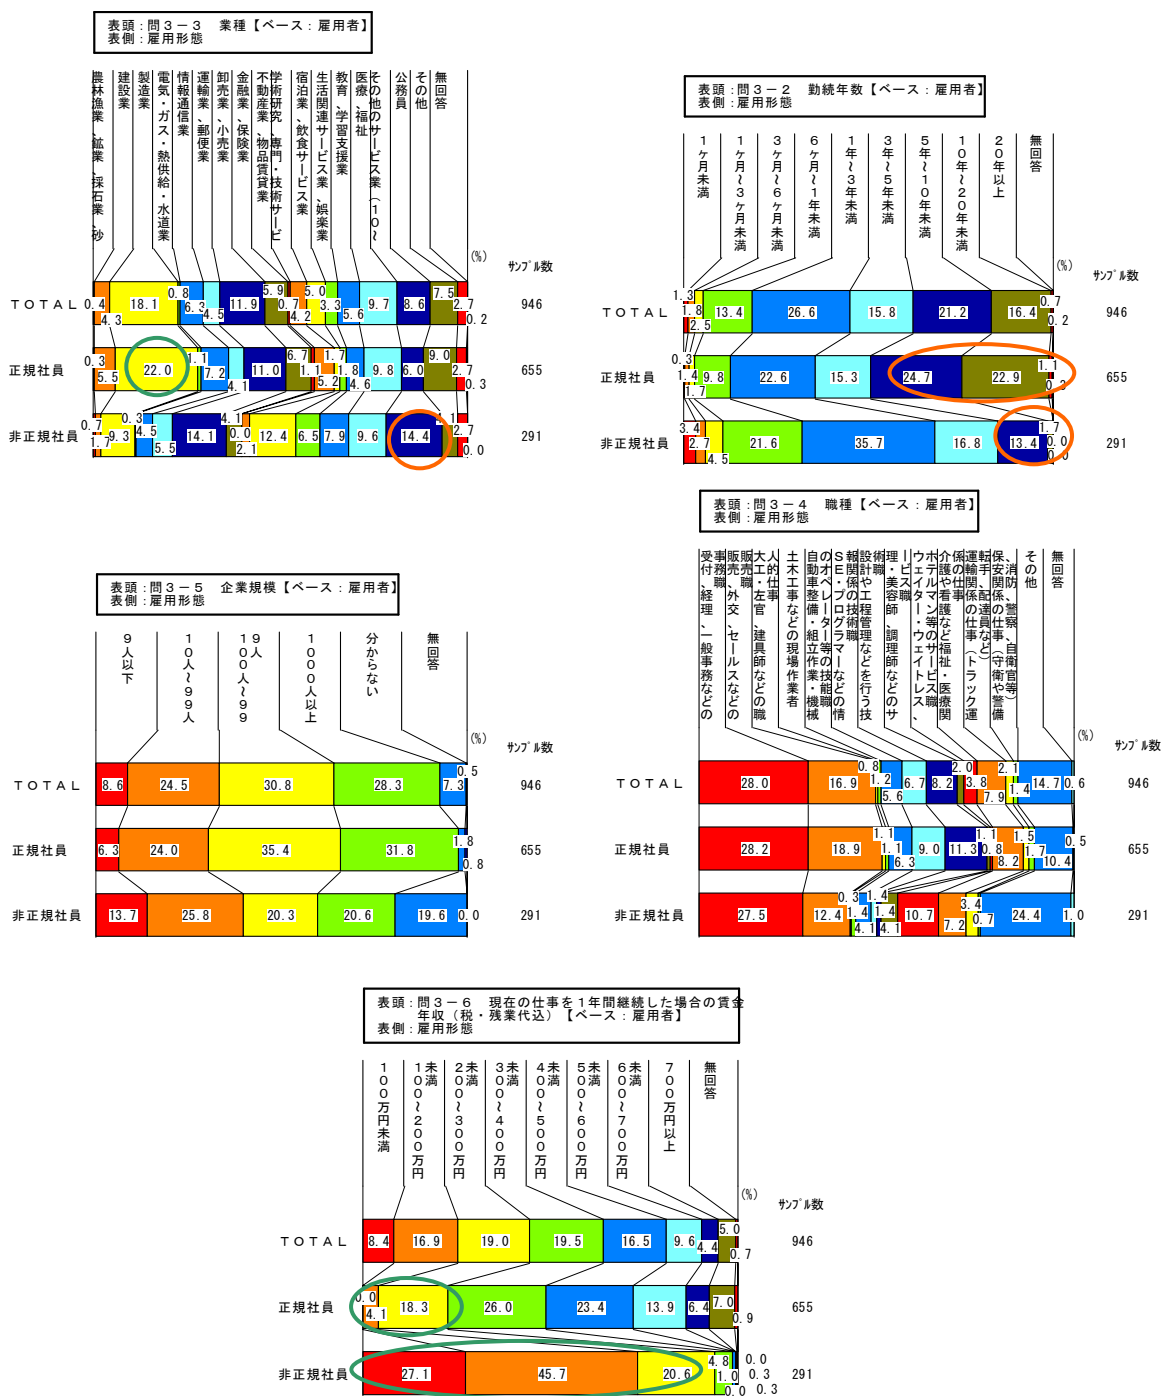 表頭：問３－３　業種【ベース：雇用者】
表側：雇用形態
農林漁業、鉱業、採石業、砂
建設業
製造業
電気・ガス・熱供給・水道業
情報通信業
運輸業、郵便業
卸売業、小売業
金融業、保険業
不動産業、物品賃貸業
学術研究、専門・技術サービ
宿泊業、飲食サービス業
生活関連サービス業、娯楽業
教育、学習支援業
医療、福祉
その他のサービス業（１０～
公務員
その他
無回答
(%)
ｻﾝﾌﾟﾙ数
ＴＯＴＡＬ 0.4 4.3 18.1 0.8 6.3 4.5 11.9 5.9 0.7 4.2 5.0 3.3 5.6 9.7 8.6 7.5 2.7 0.2 946
正規社員 0.3 5.5 22.0 1.1 7.2 4.1 11.0 6.7 1.1 5.2 1.7 1.8 4.6 9.8 6.0 9.0 2.7 0.3 655
非正規社員 0.7 1.7 9.3 0.3 4.5 5.5 14.1 4.1 0.0 2.1 12.4 6.5 7.9 9.6 14.4 .1 2.7 0.0 291
表頭：問３－２　勤続年数【ベース：雇用者】
表側：雇用形態
１ヶ月未満
１ヶ月～３ヶ月未満
３ヶ月～６ヶ月未満
６ヶ月～１年未満
１年～３年未満
３年～５年未満
５年～１０年未満
１０年～２０年未満
２０年以上
無回答
(%)
ｻﾝﾌﾟﾙ数
ＴＯＴＡＬ 1.3 1.8 2.5 13.4 26.6 15.8 21.2 16.4 0.7 0.2 946
正規社員 0.3 1.4 1.7 9.8 22.6 15.3 24.7 22.9 1.1 0.3 655
非正規社員 3.4 2.7 4.5 21.6 35.7 16.8 13.4 1.7 0.0 0.0 291
表頭：問３－５　企業規模【ベース：雇用者】
表側：雇用形態
９人以下
１０人～９９人
１００人～９９
９人
１０００人以上
分からない
無回答
(%)
ｻﾝﾌﾟﾙ数
ＴＯＴＡＬ 8.6 24.5 30.8 28.3 7.3 0.5 946
正規社員 6.3 24.0 35.4 31.8 1.8 0.8 655
非正規社員 13.7 25.8 20.3 20.6 19.6 0.0 291
表頭：問３－４　職種【ベース：雇用者】
表側：雇用形態
受付、経理、一般事務などの
事務職
販売、外交、セールスなどの
販売職
大工・左官、建具師などの職
人的仕事
土木工事などの現場作業者
自動車整備・組立作業・機械
のオペレーター等の技能職
ＳＥ・プログラマーなどの情
報関係の技術職
設計や工程管理などを行う技
術職
理・美容師、調理師などのサ
ービス職
ウェイター・ウェイトレス、
ホテルマン等のサービス職
介護や看護など福祉・医療関
係の仕事
運輸関係の仕事（トラック運
転手、配達員など）
保安関係の仕事（守衛や警備
、消防、警察、自衛官等）
その他
無回答
(%)
ｻﾝﾌﾟﾙ数
ＴＯＴＡＬ 28.0 16.9 0.8 1.2 5.6 6.7 8.2 2.0 3.8 7.9 2.1 1.4 14.7 0.6 946
正規社員 28.2 18.9 1.1 1.1 6.3 9.0 11.3 1.1 0.8 8.2 1.5 1.7 10.4 0.5 655
非正規社員 27.5 12.4 0.3 1.4 4.1 1.4 1.4 4.1 10.7 7.2 3.4 0.7 24.4 1.0 291
表頭：問３－６　現在の仕事を１年間継続した場合の賃金
年収（税・残業代込）【ベース：雇用者】
表側：雇用形態
１００万円未満
１００～２００万円
未満
２００～３００万円
未満
３００～４００万円
未満
４００～５００万円
未満
５００～６００万円
未満
６００～７００万円
未満
７００万円以上
無回答
(%)
ｻﾝﾌﾟﾙ数
ＴＯＴＡＬ 8.4 16.9 19.0 19.5 16.5 9.6 4.4 5.0 0.7 946
正規社員 0.0 4.1 18.3 26.0 23.4 13.9 6.4 7.0 0.9 655
非正規社員 27.1 45.7 20.6 4.8 1.0 0.0 0.0 0.3 0.3 291